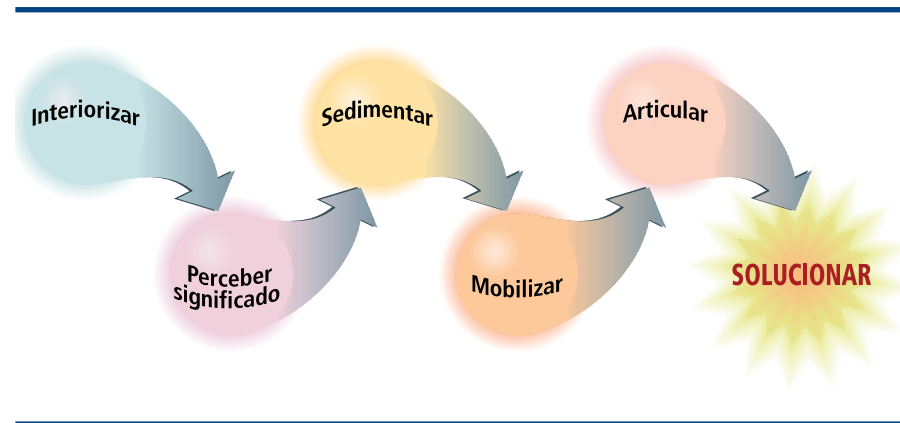 Interiorizar
Perceber
significado
Sedimentar
Mobilizar
Articular
SOLUCIONAR